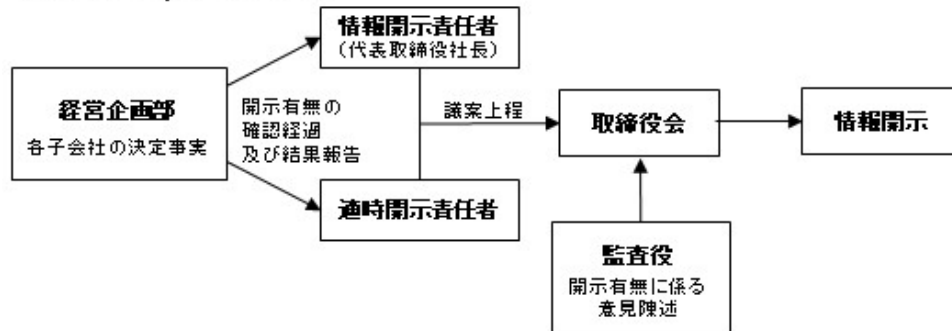 情報開示責任者
（代表取締役社長）
経営企画部
各子会社の決定事実
開示有無の
確認経過
及び結果報告
議案上程
取締役会
情報開示
適時開示責任者
監査役
開示有無に係る
意見陳述